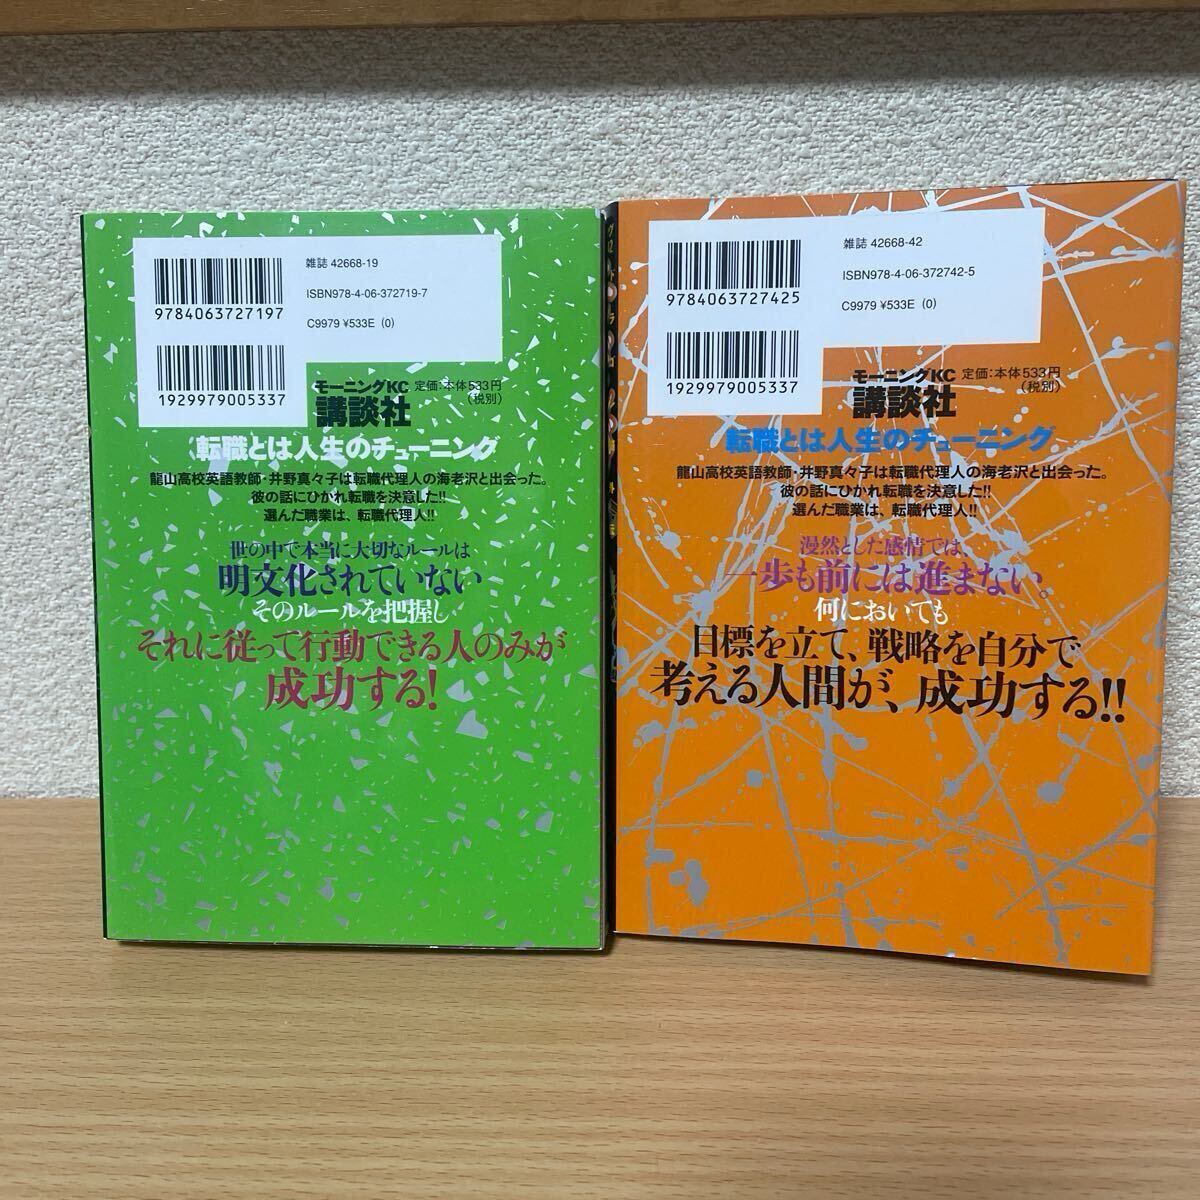 雑誌 42668-19
ISBN978-4-06-372719-7
C9979 ¥533E (0)
9784063727197
1929979005337
モーニングKC
講談社
定価:本体533円
(税別)
転職とは人生のチューニング
龍山高校英語教師・井野真々子は転職代理人の海老沢と出会った。
彼の話にひかれ転職を決意した!!
選んだ職業は、転職代理人!!
世の中で本当に大切なルールは
明文化されていない
そのルールを把握し
それに従って行動できる人のみが
成功する!
雑誌 42668-42
ISBN978-4-06-372742-5
C9979 ¥533E (0)
9784063727425
1929979005337
モーニングKC
講談社
定価:本体533円
(税別)
転職とは人生のチューニング
龍山高校英語教師・井野真々子は転職代理人の海老沢と出会った。
彼の話にひかれ転職を決意した!!
選んだ職業は、転職代理人!!
漫然とした感情では、
一歩も前には進まない。
何においても
目標を立て、戦略を自分で
考える人間が、成功する!!